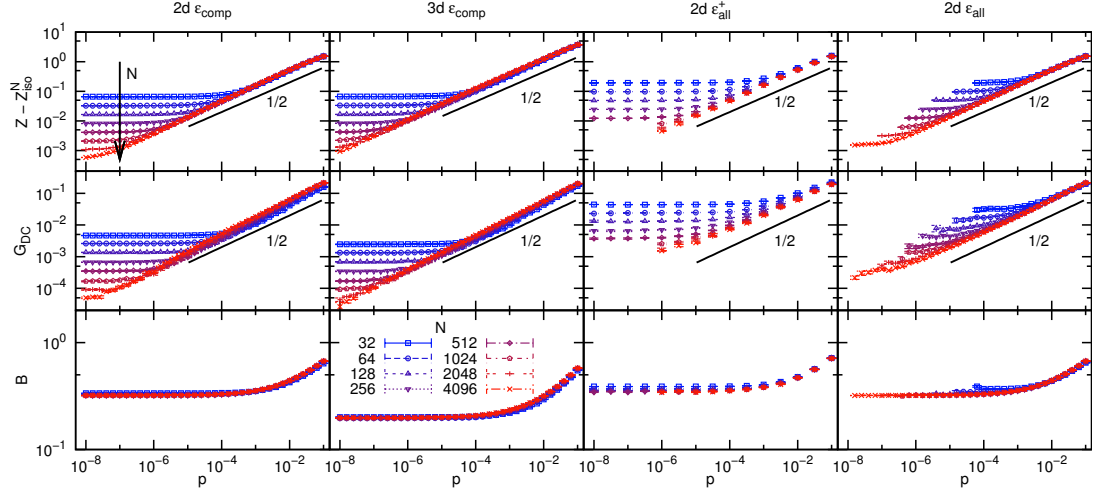 2d ε_comp 3d ε_comp 2d ε_all^+ 2d ε_all
Z - Z_iso^N
10^1
10^0
10^-1
10^-2
10^-3
N
1/2 1/2 1/2 1/2
G_DC
10^-1
10^-2
10^-3
10^-4
1/2 1/2 1/2 1/2
B
10^0
10^-1
N
32 512
64 1024
128 2048
256 4096
10^-8 10^-6 10^-4 10^-2 10^-8 10^-6 10^-4 10^-2 10^-8 10^-6 10^-4 10^-2 10^-8 10^-6 10^-4 10^-2
p p p p